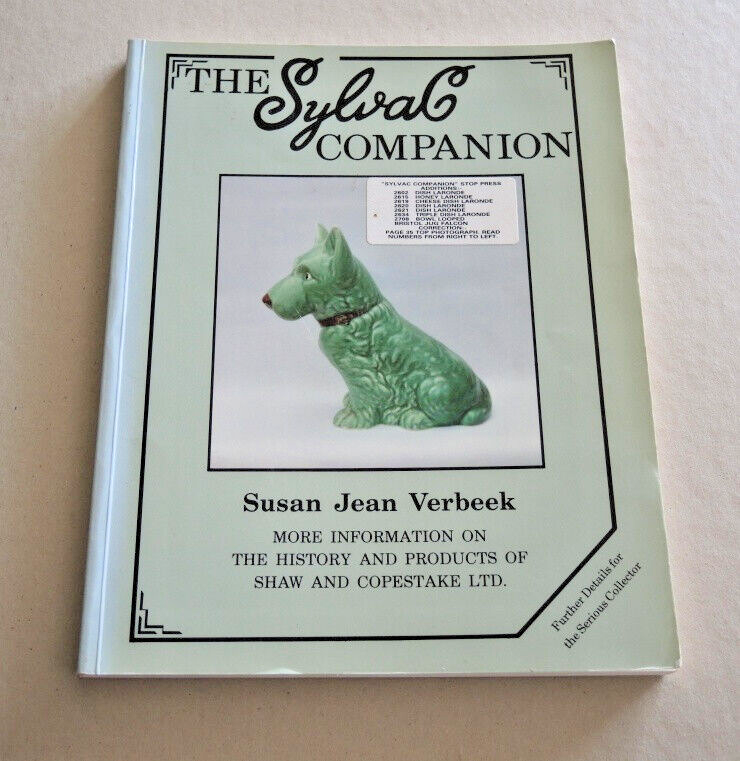 THE SylvaC
COMPANION
"SYLVAC COMPANION" STOP PRESS
ADDITIONS:-
2602 DISH LARONDE
2615 HONEY LARONDE
2619 CHEESE DISH LARONDE
2620 DISH LARONDE
2621 DISH LARONDE
2634 TRIPLE DISH LARONDE
2708 BOWL LOOPED
BRISTOL JUG FALCON
CORRECTION:-
PAGE 35 TOP PHOTOGRAPH. READ
NUMBERS FROM RIGHT TO LEFT.
Susan Jean Verbeek
MORE INFORMATION ON
THE HISTORY AND PRODUCTS OF
SHAW AND COPESTAKE LTD.
Further Details for
the Serious Collector